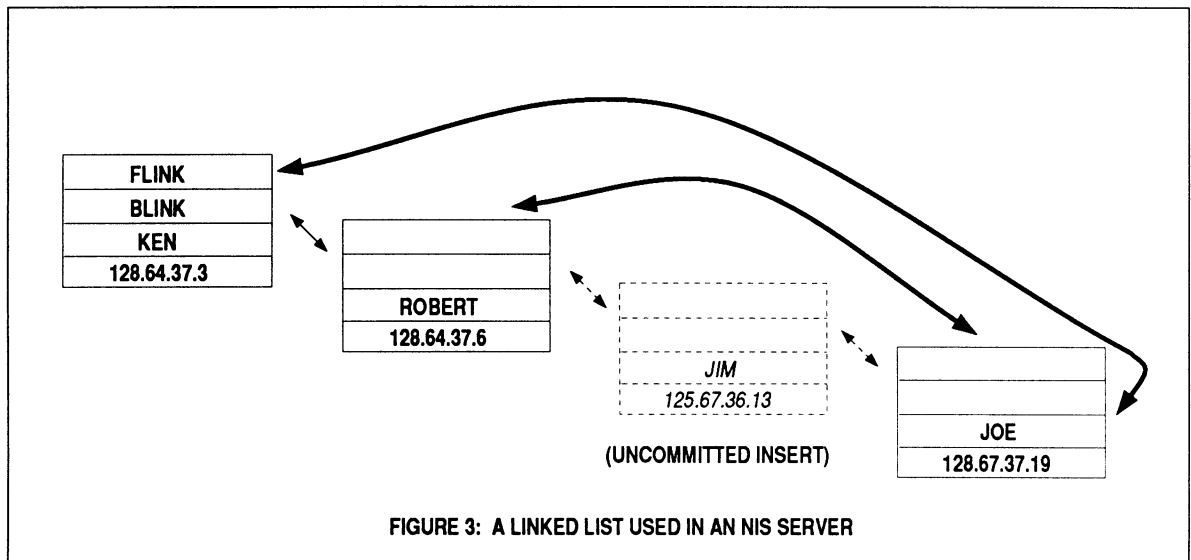 FLINK
BLINK
KEN
128.64.37.3
ROBERT
128.64.37.6
JIM
125.67.36.13
(UNCOMMITTED INSERT)
JOE
128.67.37.19
FIGURE 3: A LINKED LIST USED IN AN NIS SERVER